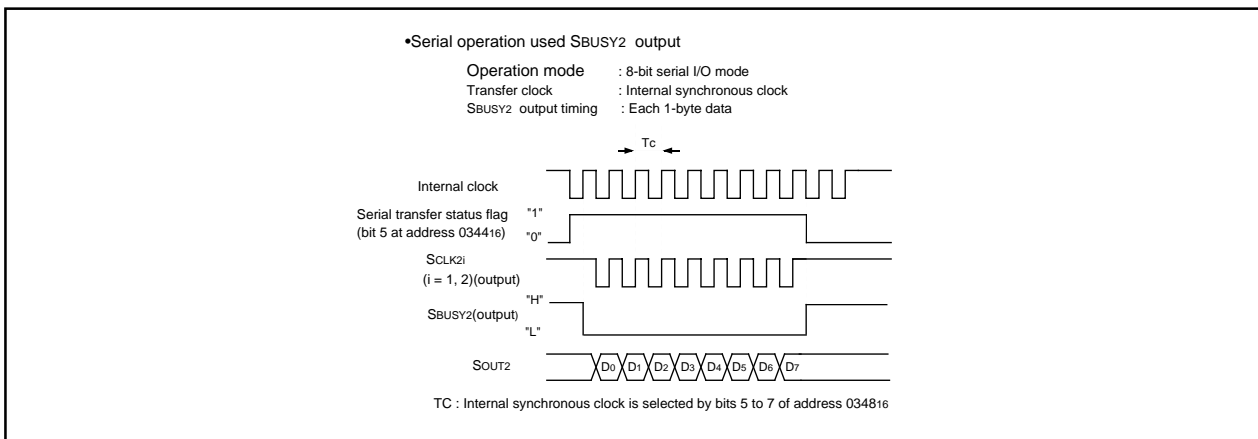 •Serial operation used SBUSY2 output
Operation mode : 8-bit serial I/O mode
Transfer clock : Internal synchronous clock
SBUSY2 output timing : Each 1-byte data
Tc
Internal clock
Serial transfer status flag "1"
(bit 5 at address 034416) "0"
SCLK2i
(i = 1, 2)(output)
"H"
SBUSY2(output)
"L"
SOUT2 D0 D1 D2 D3 D4 D5 D6 D7
TC : Internal synchronous clock is selected by bits 5 to 7 of address 034816